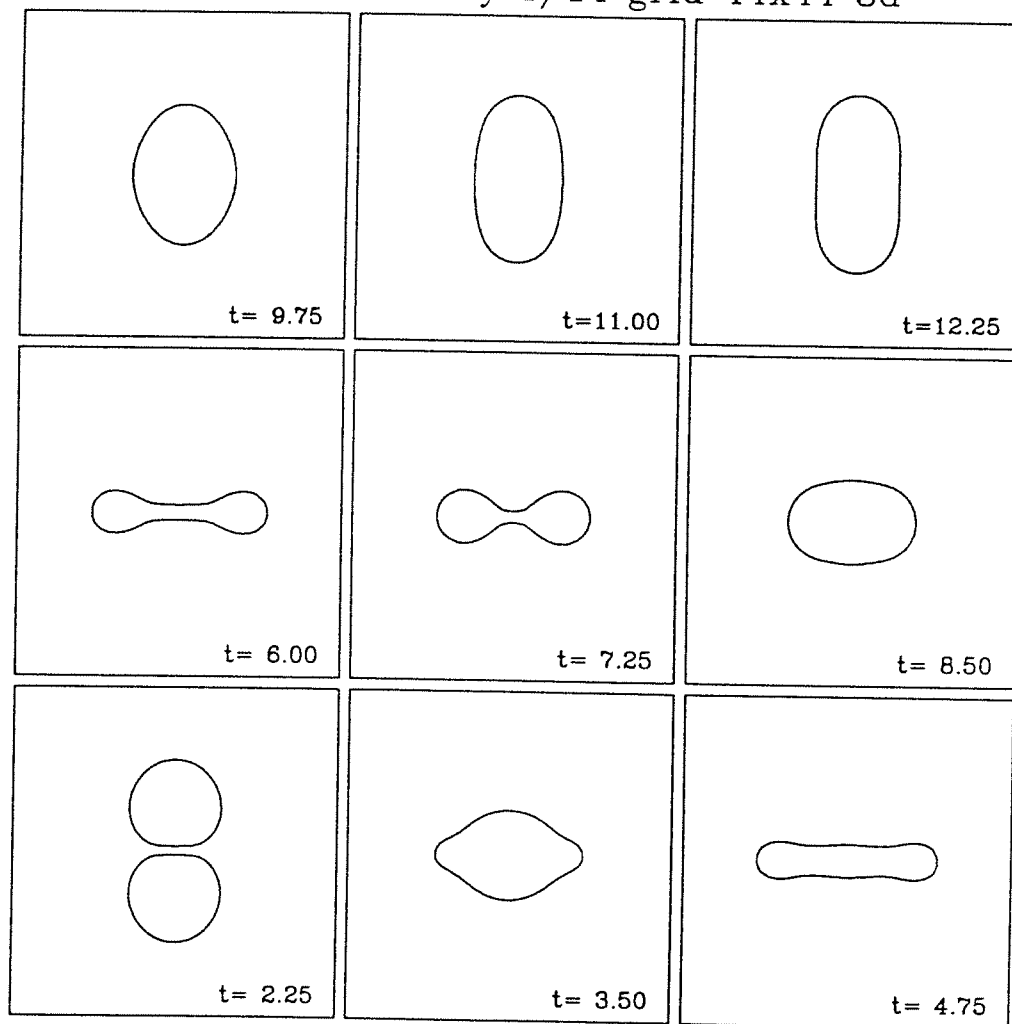 t= 9.75
t=11.00
t=12.25
t= 6.00
t= 7.25
t= 8.50
t= 2.25
t= 3.50
t= 4.75